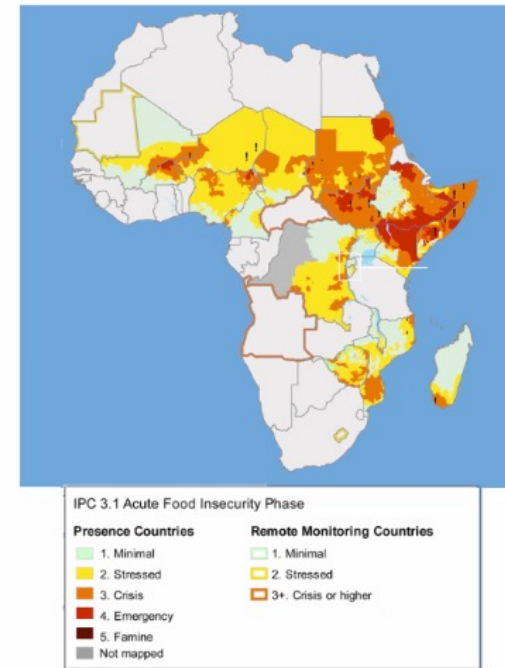 IPC 3.1 Acute Food Insecurity Phase
Presence Countries
1. Minimal
2. Stressed
3. Crisis
4. Emergency
5. Famine
Not mapped
Remote Monitoring Countries
1. Minimal
2. Stressed
3+. Crisis or higher